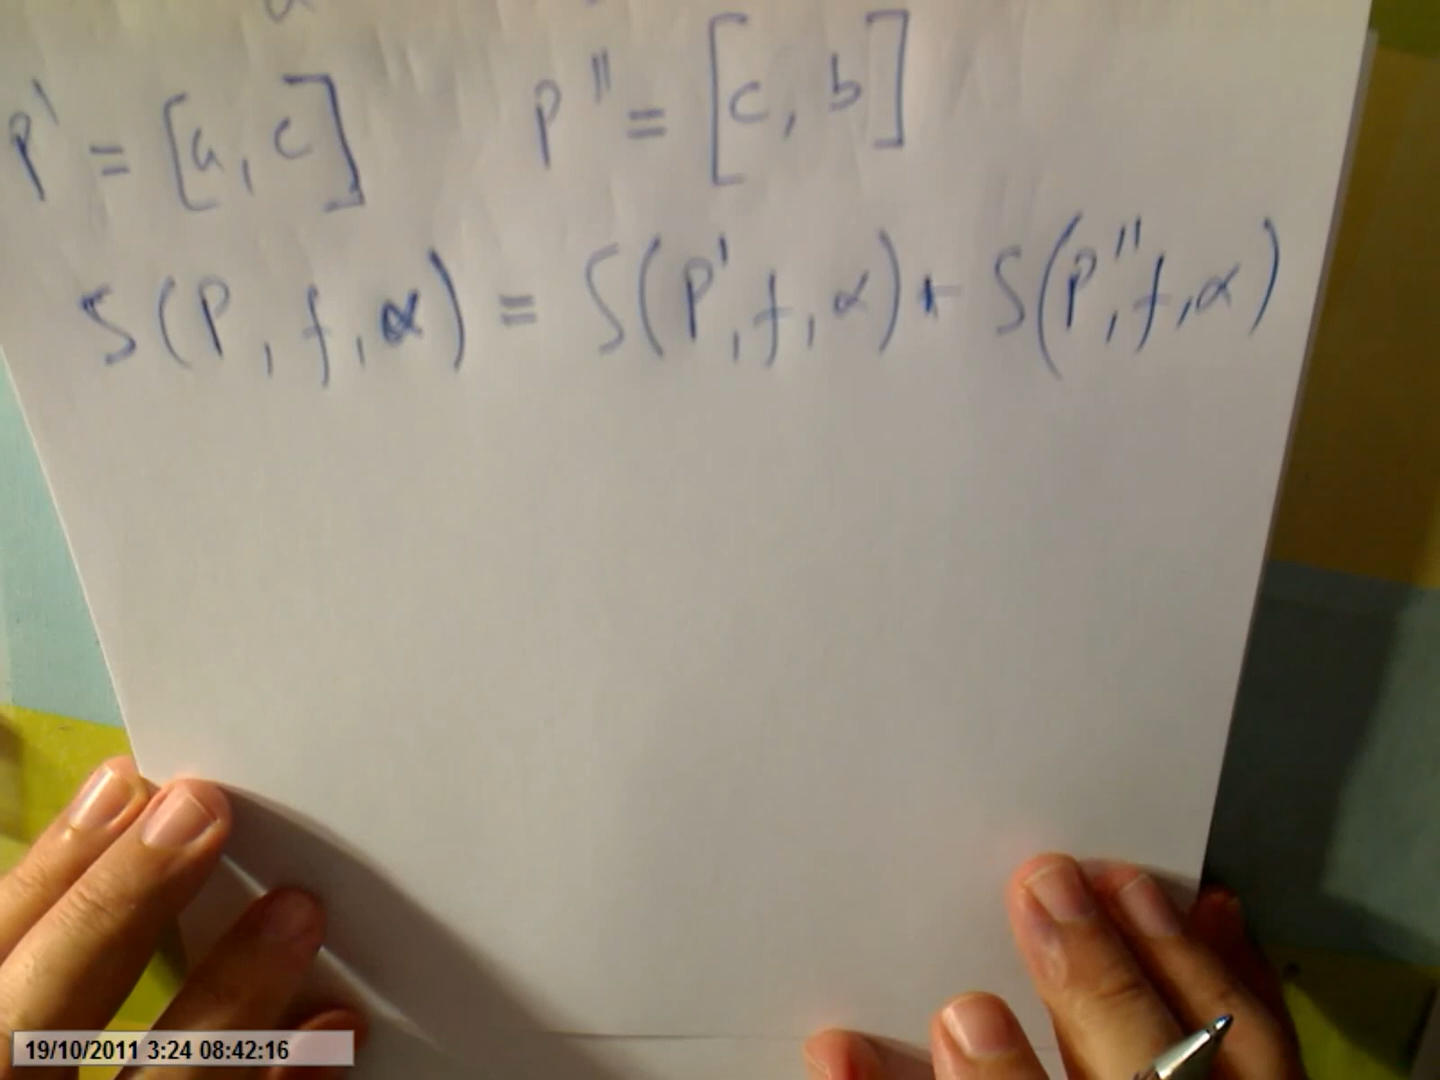 P' = [a, c] P'' = [c, b]
S(P, f, α) = S(P', f, α) + S(P'', f, α)
19/10/2011 3:24 08:42:16